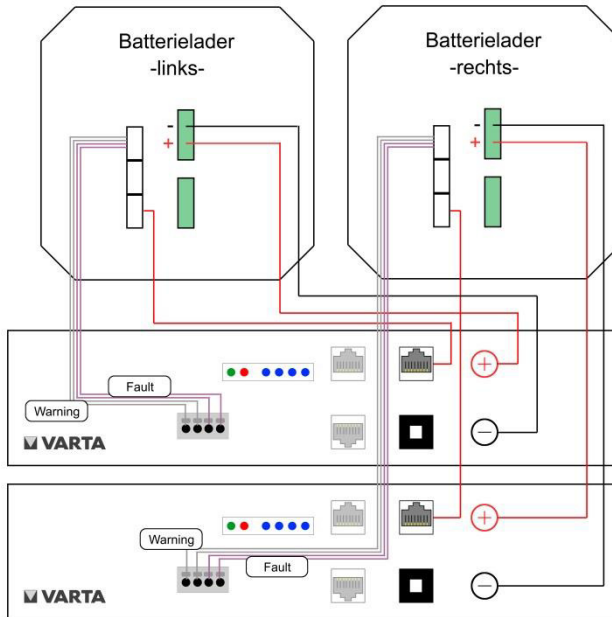 Batterielader
-links-
Batterielader
-rechts-
-
+
-
+
Fault
Warning
+
−
VARTA
Warning
+
Fault
−
VARTA